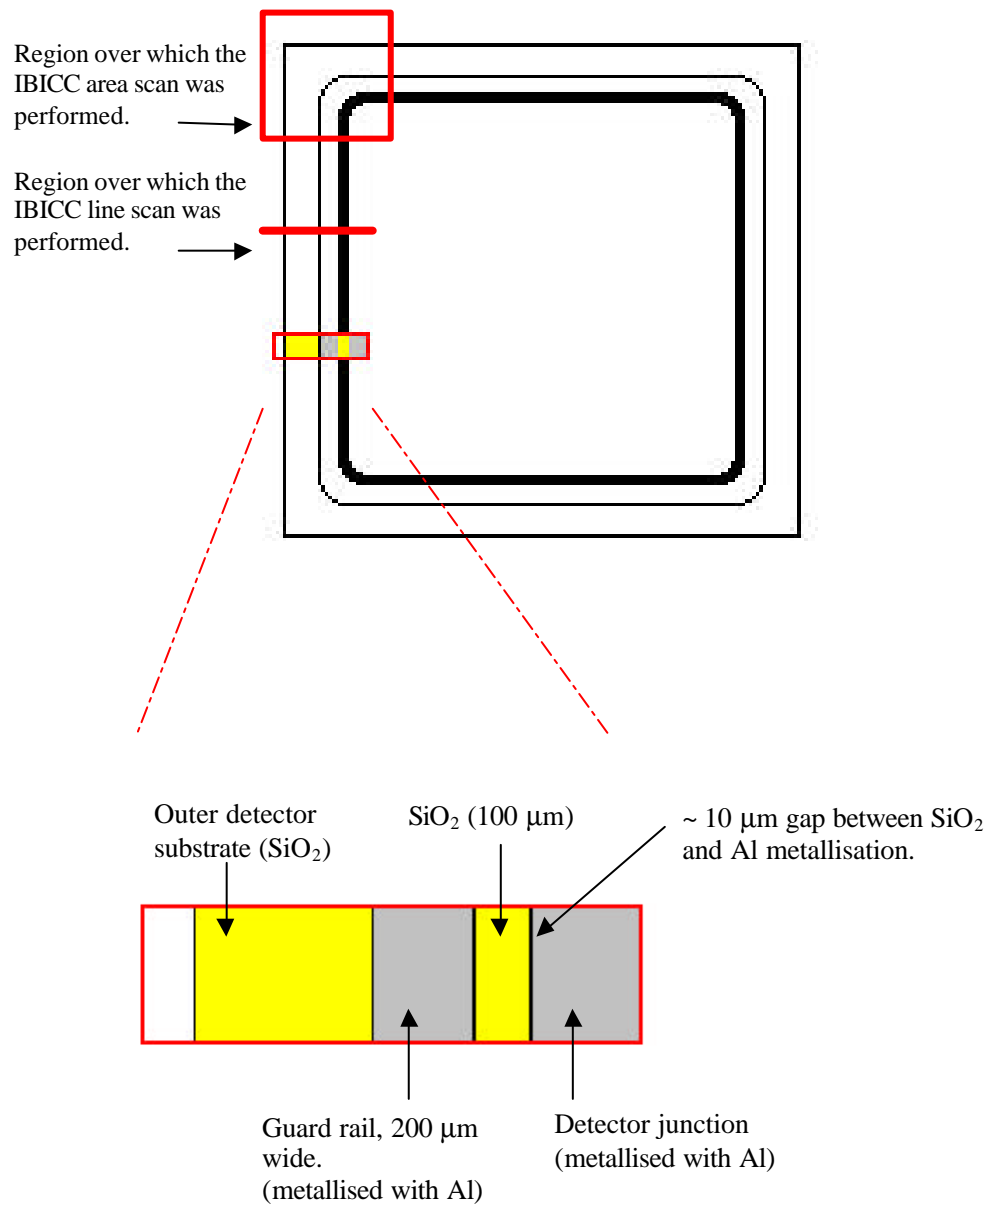 Region over which the
IBICC area scan was
performed.
Region over which the
IBICC line scan was
performed.
Outer detector
substrate (SiO₂)
SiO₂ (100 μm)
~ 10 μm gap between SiO₂
and Al metallisation.
Guard rail, 200 μm
wide.
(metallised with Al)
Detector junction
(metallised with Al)